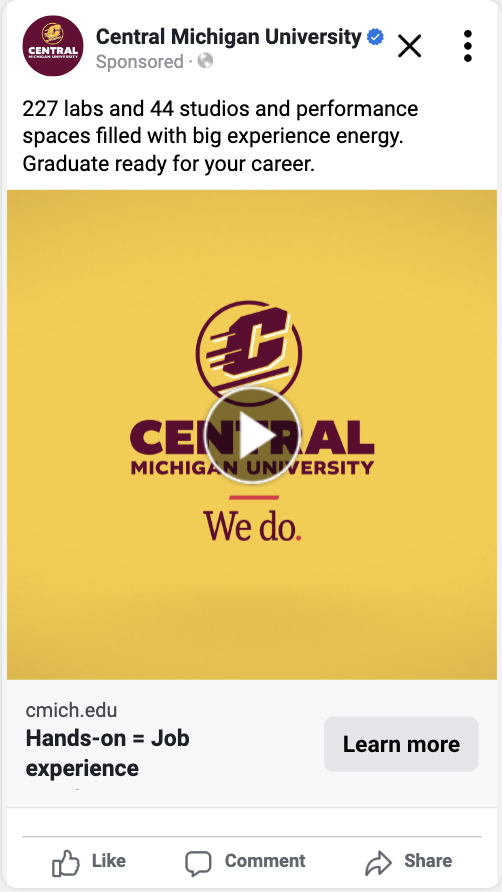 CENTRAL
MICHIGAN UNIVERSITY
Central Michigan University
Sponsored ·
227 labs and 44 studios and performance
spaces filled with big experience energy.
Graduate ready for your career.
C
CENTRAL
MICHIGAN UNIVERSITY
We do.
cmich.edu
Hands-on = Job
experience
Learn more
Like
Comment
Share